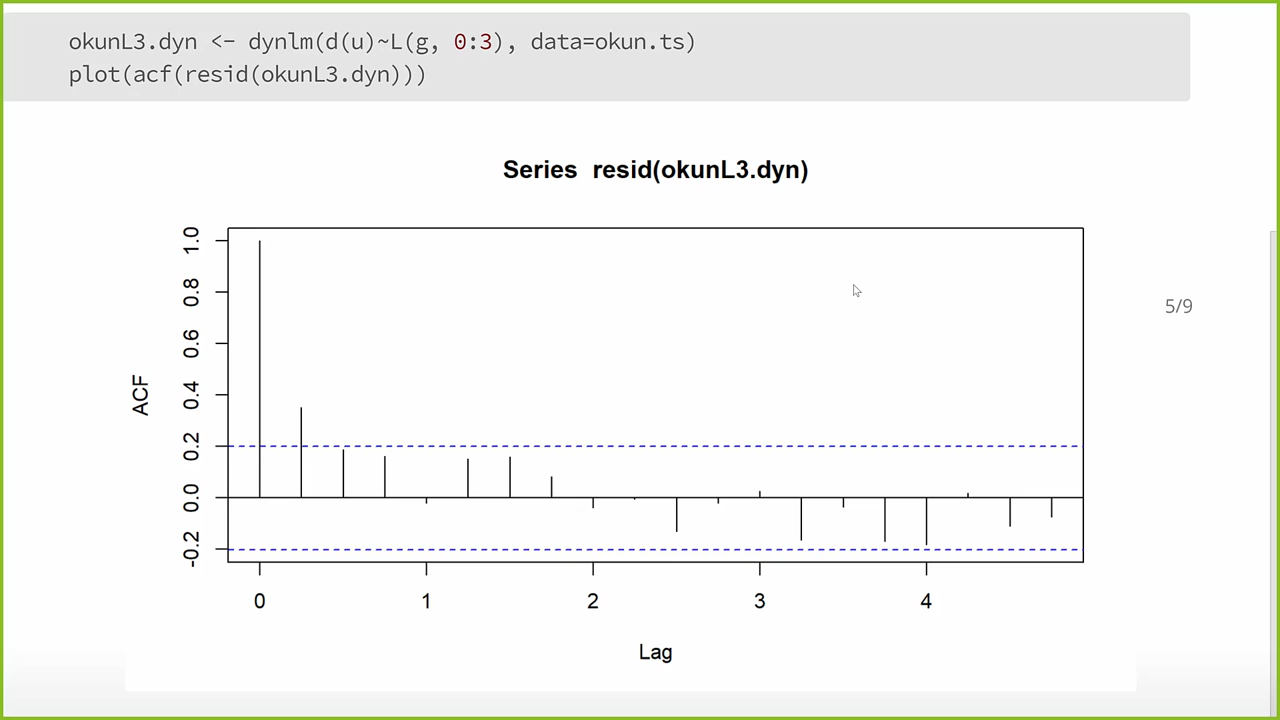 okunL3.dyn <- dynlm(d(u)~L(g, 0:3), data=okun.ts)
plot(acf(resid(okunL3.dyn)))
Series resid(okunL3.dyn)
1.0
0.8
0.6
0.4
0.2
0.0
-0.2
ACF
0 1 2 3 4
Lag
5/9